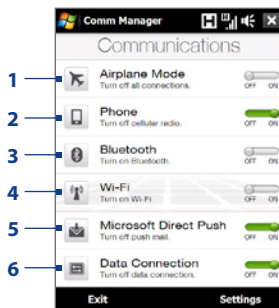 Comm Manager
Communications
1 Airplane Mode
Turn off all connections.
OFF ON
2 Phone
Turn off cellular radio.
OFF ON
3 Bluetooth
Turn on Bluetooth.
OFF ON
4 Wi-Fi
Turn on Wi-Fi
OFF ON
5 Microsoft Direct Push
Turn off push mail.
OFF ON
6 Data Connection
Turn off data connection.
OFF ON
Exit Settings